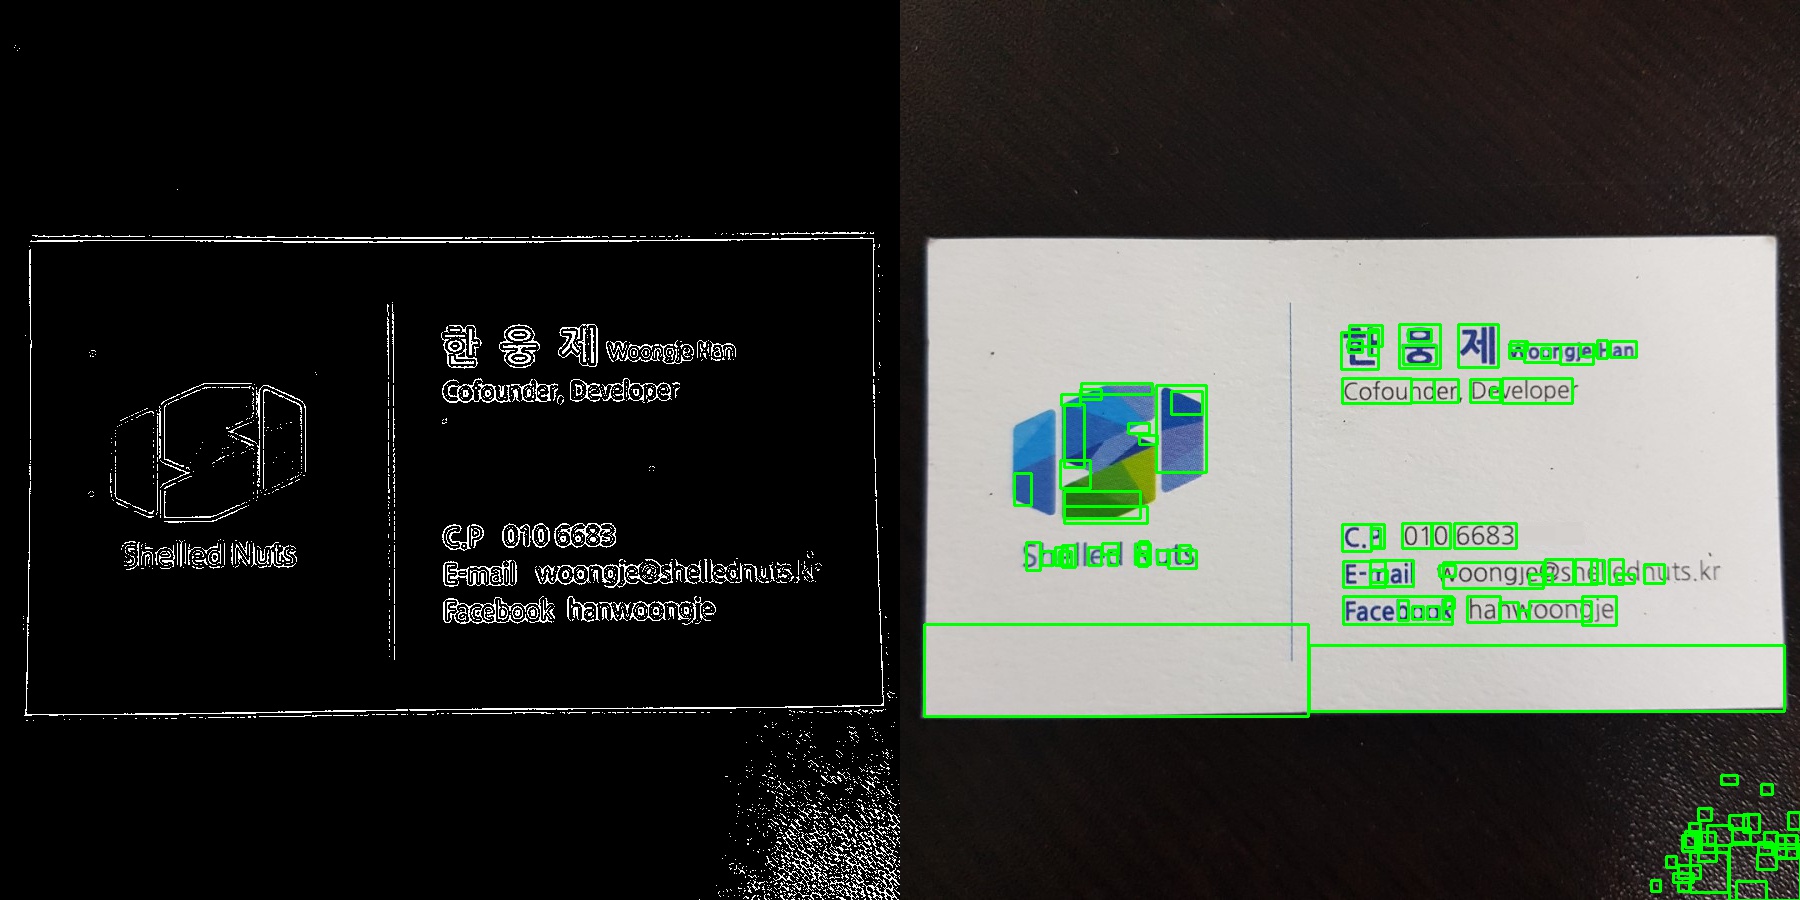 한 웅 제 Woongje Han
Cofounder, Developer
Shelled Nuts
C.P 010 6683
E-mail woongje@shellednuts.kr
Facebook hanwoongje
한 웅 제 Woongje Han
Cofounder, Developer
Shelled Nuts
C.P 010 6683
E-mail woongje@shellednuts.kr
Facebook hanwoongje